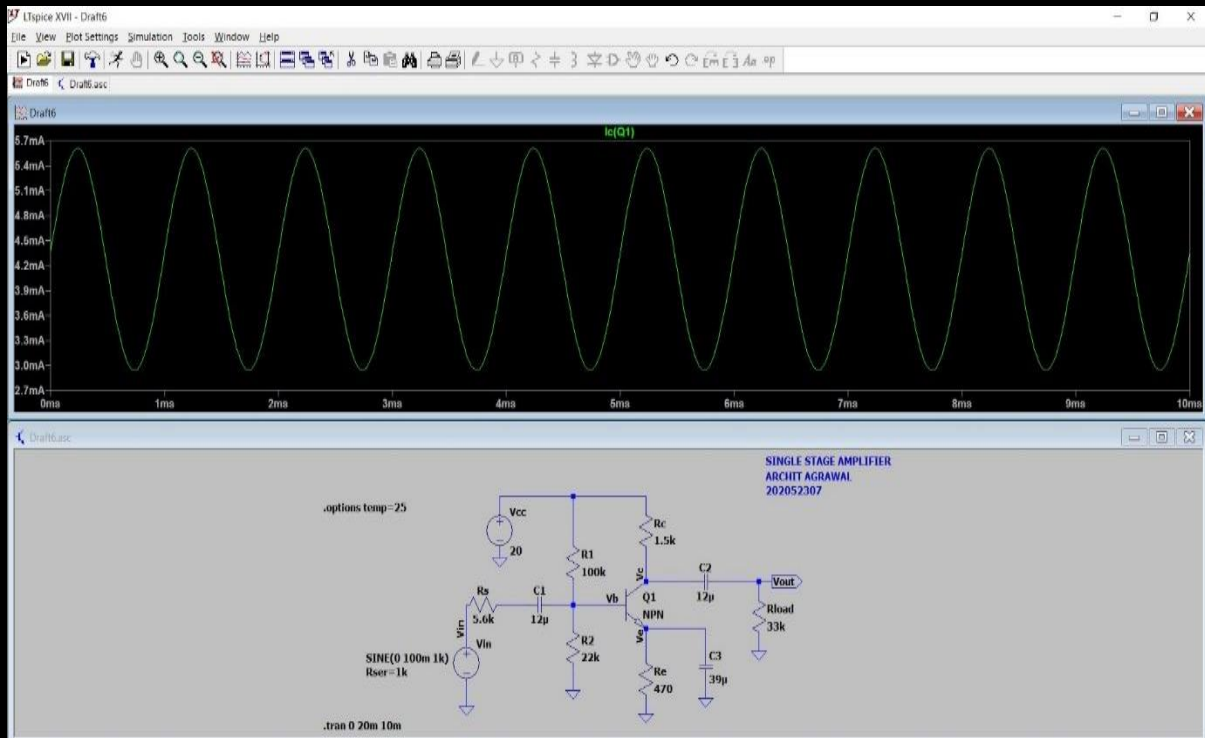 LTspice XVII - Draft6
File View Plot Settings Simulation Tools Window Help
Draft6 Draft6.asc
Draft6
Ic(Q1)
5.7mA
5.4mA
5.1mA
4.8mA
4.5mA
4.2mA
3.9mA
3.6mA
3.3mA
3.0mA
2.7mA
0ms 1ms 2ms 3ms 4ms 5ms 6ms 7ms 8ms 9ms 10ms
Draft6.asc
SINGLE STAGE AMPLIFIER
ARCHIT AGRAWAL
202052307
.options temp=25
Vcc
20
R1
100k
Rc
1.5k
Vc
C2
12µ
Vout
Rs
5.6k
C1
12µ
Vb
Q1
NPN
Rload
33k
Vin
Vin
SINE(0 100m 1k)
Rser=1k
R2
22k
Ve
Re
470
C3
39µ
.tran 0 20m 10m